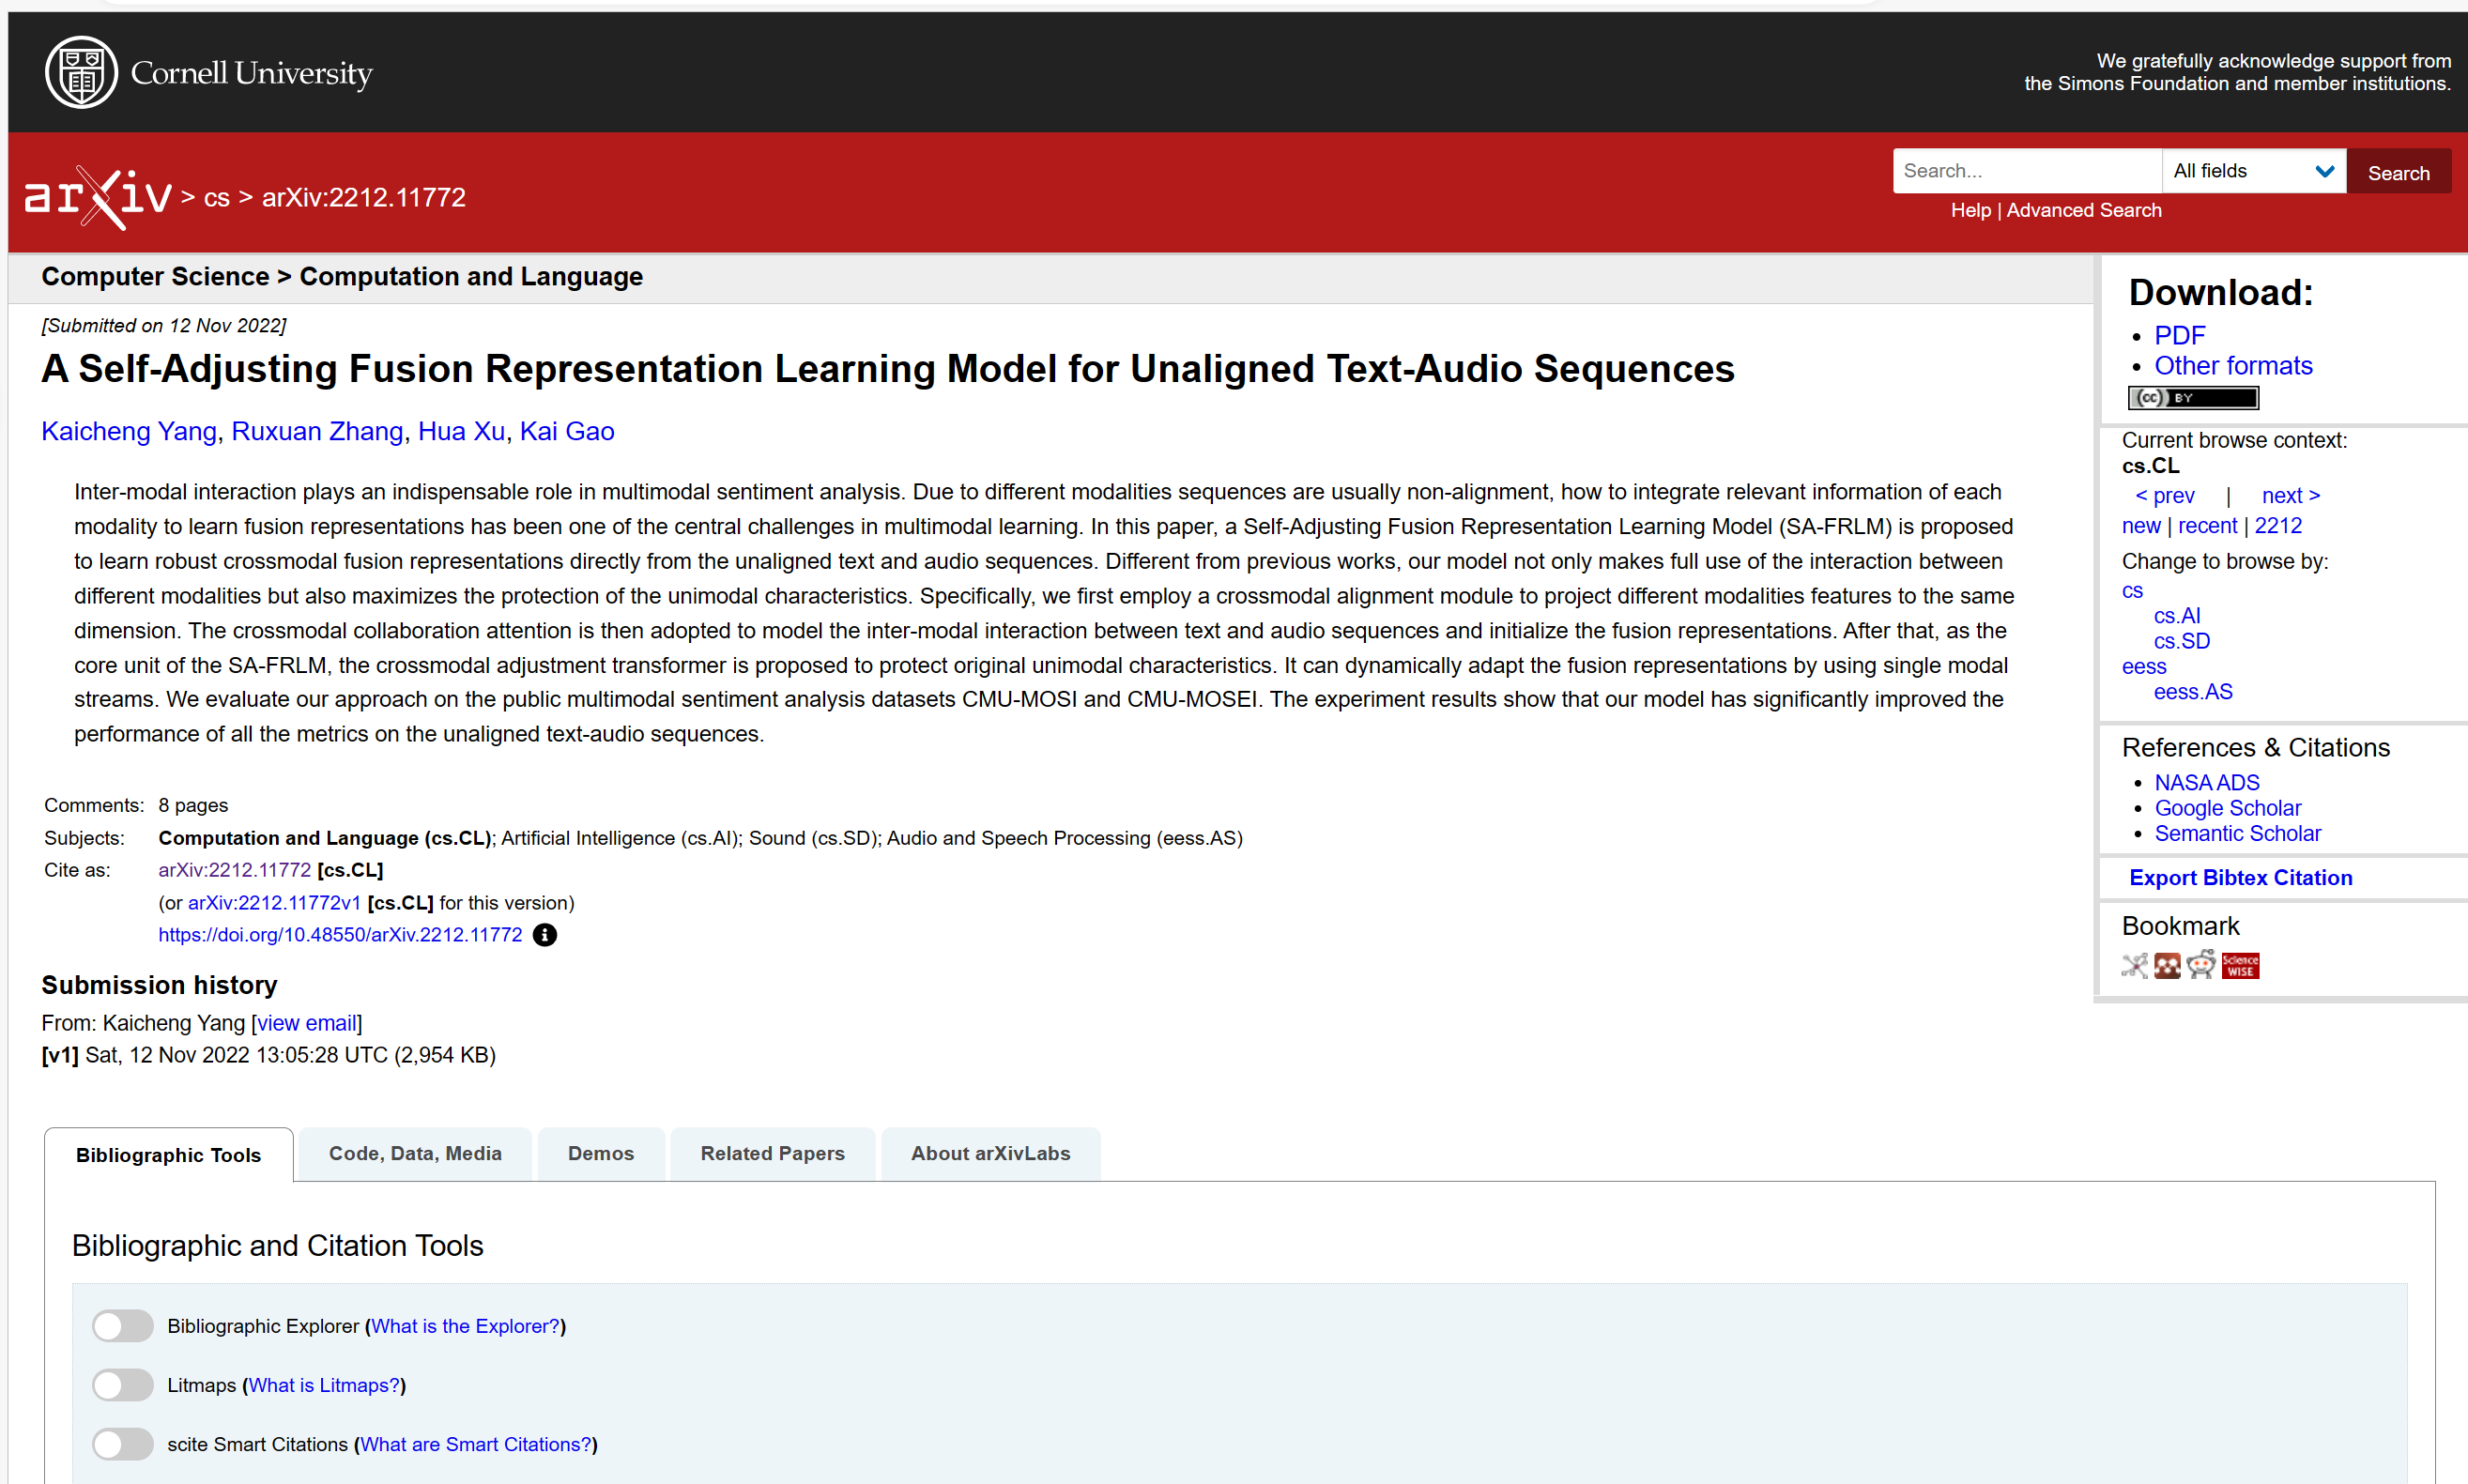 Cornell University
We gratefully acknowledge support from
the Simons Foundation and member institutions.
arXiv > cs > arXiv:2212.11772
Search...
All fields
Search
Help | Advanced Search
Computer Science > Computation and Language
[Submitted on 12 Nov 2022]
A Self-Adjusting Fusion Representation Learning Model for Unaligned Text-Audio Sequences
Kaicheng Yang, Ruxuan Zhang, Hua Xu, Kai Gao
Inter-modal interaction plays an indispensable role in multimodal sentiment analysis. Due to different modalities sequences are usually non-alignment, how to integrate relevant information of each
modality to learn fusion representations has been one of the central challenges in multimodal learning. In this paper, a Self-Adjusting Fusion Representation Learning Model (SA-FRLM) is proposed
to learn robust crossmodal fusion representations directly from the unaligned text and audio sequences. Different from previous works, our model not only makes full use of the interaction between
different modalities but also maximizes the protection of the unimodal characteristics. Specifically, we first employ a crossmodal alignment module to project different modalities features to the same
dimension. The crossmodal collaboration attention is then adopted to model the inter-modal interaction between text and audio sequences and initialize the fusion representations. After that, as the
core unit of the SA-FRLM, the crossmodal adjustment transformer is proposed to protect original unimodal characteristics. It can dynamically adapt the fusion representations by using single modal
streams. We evaluate our approach on the public multimodal sentiment analysis datasets CMU-MOSI and CMU-MOSEI. The experiment results show that our model has significantly improved the
performance of all the metrics on the unaligned text-audio sequences.
Comments: 8 pages
Subjects: Computation and Language (cs.CL); Artificial Intelligence (cs.AI); Sound (cs.SD); Audio and Speech Processing (eess.AS)
Cite as: arXiv:2212.11772 [cs.CL]
(or arXiv:2212.11772v1 [cs.CL] for this version)
https://doi.org/10.48550/arXiv.2212.11772
Submission history
From: Kaicheng Yang [view email]
[v1] Sat, 12 Nov 2022 13:05:28 UTC (2,954 KB)
Download:
PDF
Other formats
(cc) BY
Current browse context:
cs.CL
< prev | next >
new | recent | 2212
Change to browse by:
cs
cs.AI
cs.SD
eess
eess.AS
References & Citations
NASA ADS
Google Scholar
Semantic Scholar
Export Bibtex Citation
Bookmark
Science
WISE
Bibliographic Tools
Code, Data, Media
Demos
Related Papers
About arXivLabs
Bibliographic and Citation Tools
Bibliographic Explorer (What is the Explorer?)
Litmaps (What is Litmaps?)
scite Smart Citations (What are Smart Citations?)